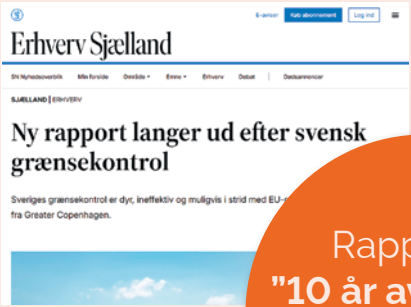 E-aviser Køb abonnement Log ind
Erhverv Sjælland
SN Nyhedsoverblik Min forside Område Emne Erhverv Debat Dødsannoncer
SJÆLLAND | ERHVERV
Ny rapport langer ud efter svensk
grænsekontrol
Sveriges grænsekontrol er dyr, ineffektiv og muligvis i strid med EU-
fra Greater Copenhagen.
Rapp
”10 år av